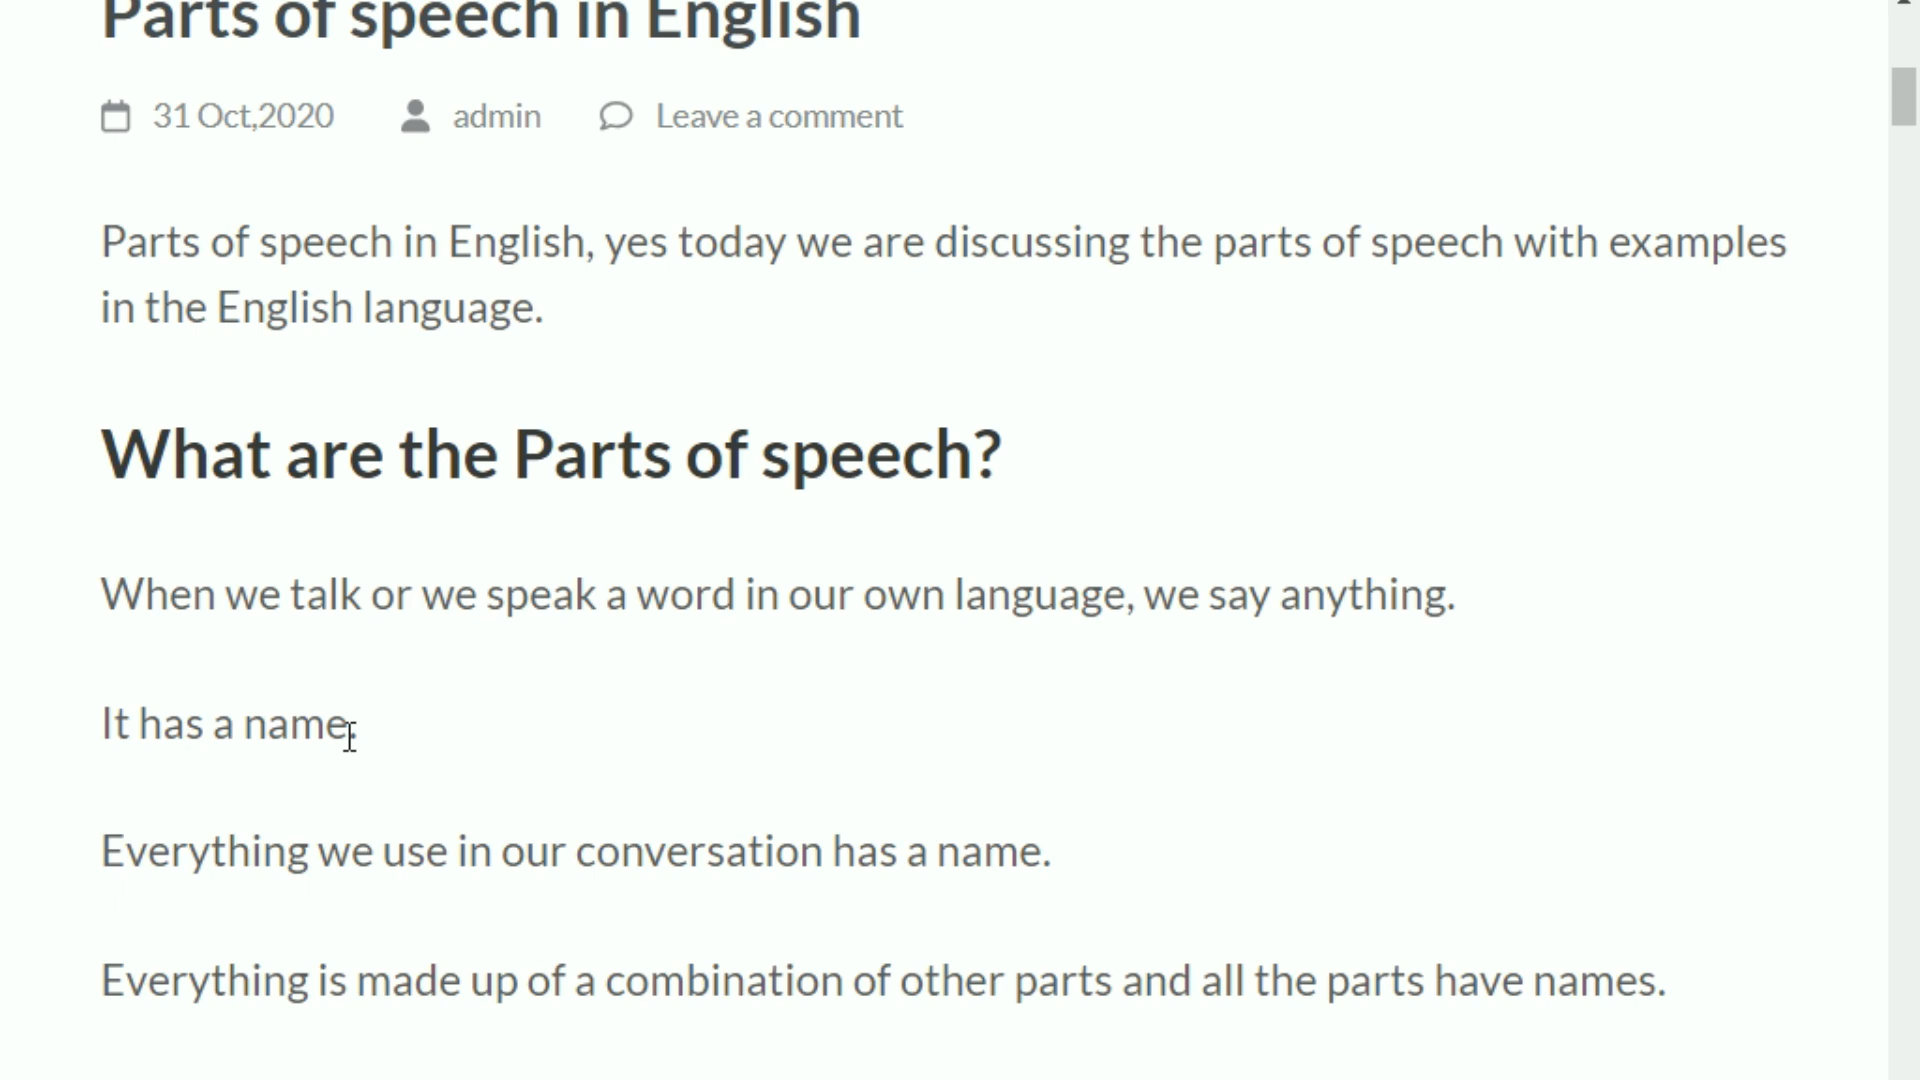 Parts of speech in English
31 Oct,2020 admin Leave a comment
Parts of speech in English, yes today we are discussing the parts of speech with examples
in the English language.
What are the Parts of speech?
When we talk or we speak a word in our own language, we say anything.
It has a name.
Everything we use in our conversation has a name.
Everything is made up of a combination of other parts and all the parts have names.